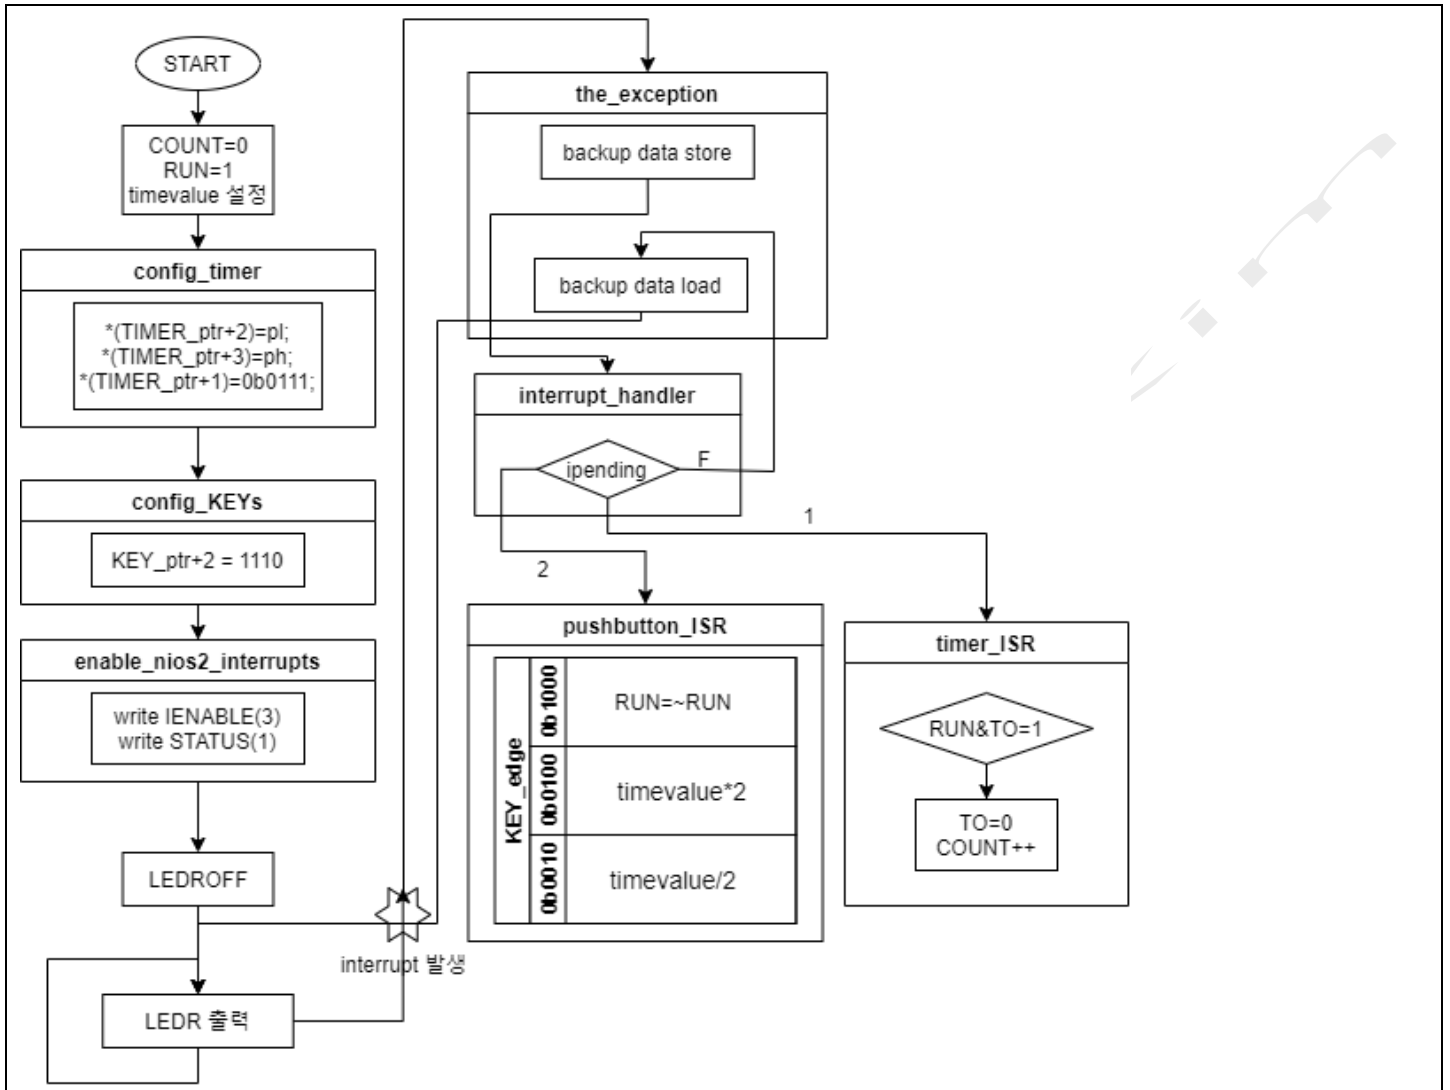 START
COUNT=0
RUN=1
timevalue 설정
config_timer
*(TIMER_ptr+2)=pl;
*(TIMER_ptr+3)=ph;
*(TIMER_ptr+1)=0b0111;
config_KEYs
KEY_ptr+2 = 1110
enable_nios2_interrupts
write IENABLE(3)
write STATUS(1)
LEDROFF
LEDR 출력
interrupt 발생
the_exception
backup data store
backup data load
interrupt_handler
ipending
F
1
2
pushbutton_ISR
KEY_edge
0b1000
RUN=~RUN
0b0100
timevalue*2
0b0010
timevalue/2
timer_ISR
RUN&TO=1
TO=0
COUNT++